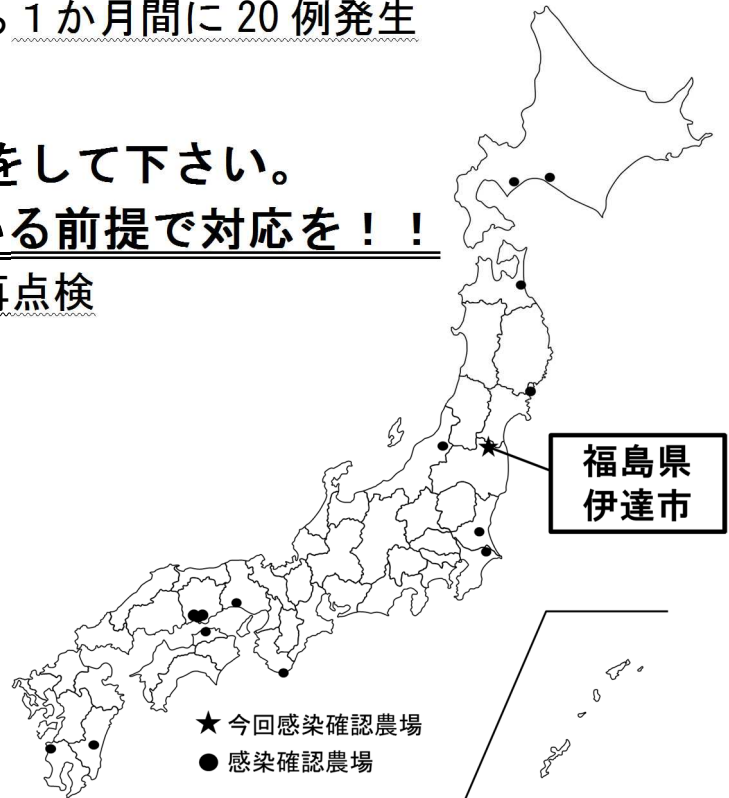 １か月間に 20 例発生
をして下さい。
いる前提で対応を！！
再点検
福島県
伊達市
★ 今回感染確認農場
● 感染確認農場